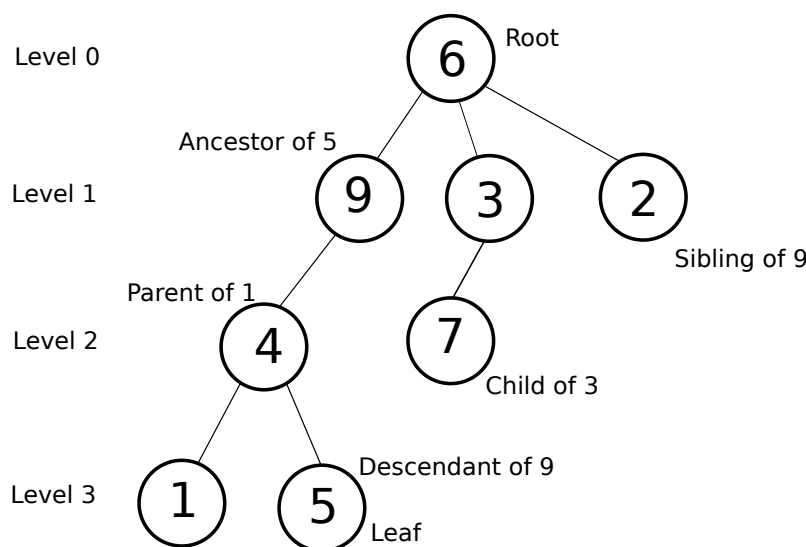 Root
Level 0
6
Ancestor of 5
Level 1
9
3
2
Sibling of 9
Parent of 1
Level 2
4
7
Child of 3
Descendant of 9
Level 3
1
5
Leaf